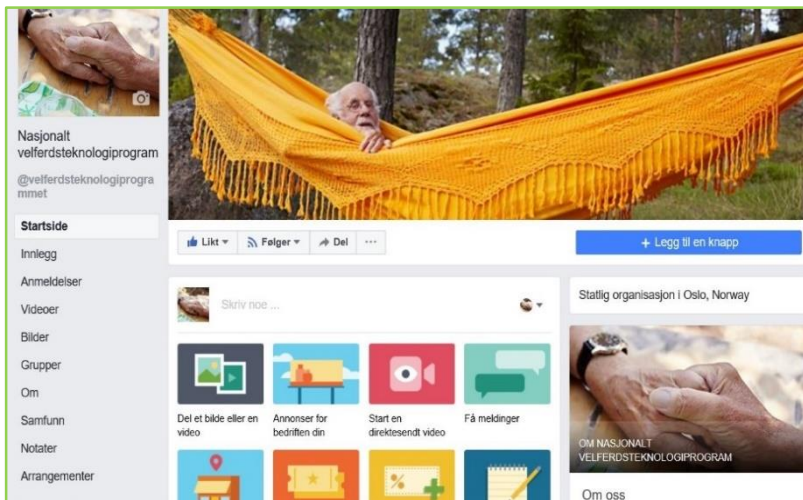 Nasjonalt
velferdsteknologiprogram
@velferdsteknologiprogra
mmet
Startside
Innlegg
Anmeldelser
Videoer
Bilder
Grupper
Om
Samfunn
Notater
Arrangementer
Likt
Følger
Del
...
+ Legg til en knapp
Skriv noe ...
Del et bilde eller en
video
Annonser for
bedriften din
Start en
direktesendt video
Få meldinger
%
Statlig organisasjon i Oslo, Norway
OM NASJONALT
VELFERDSTEKNOLOGIPROGRAM
Om oss